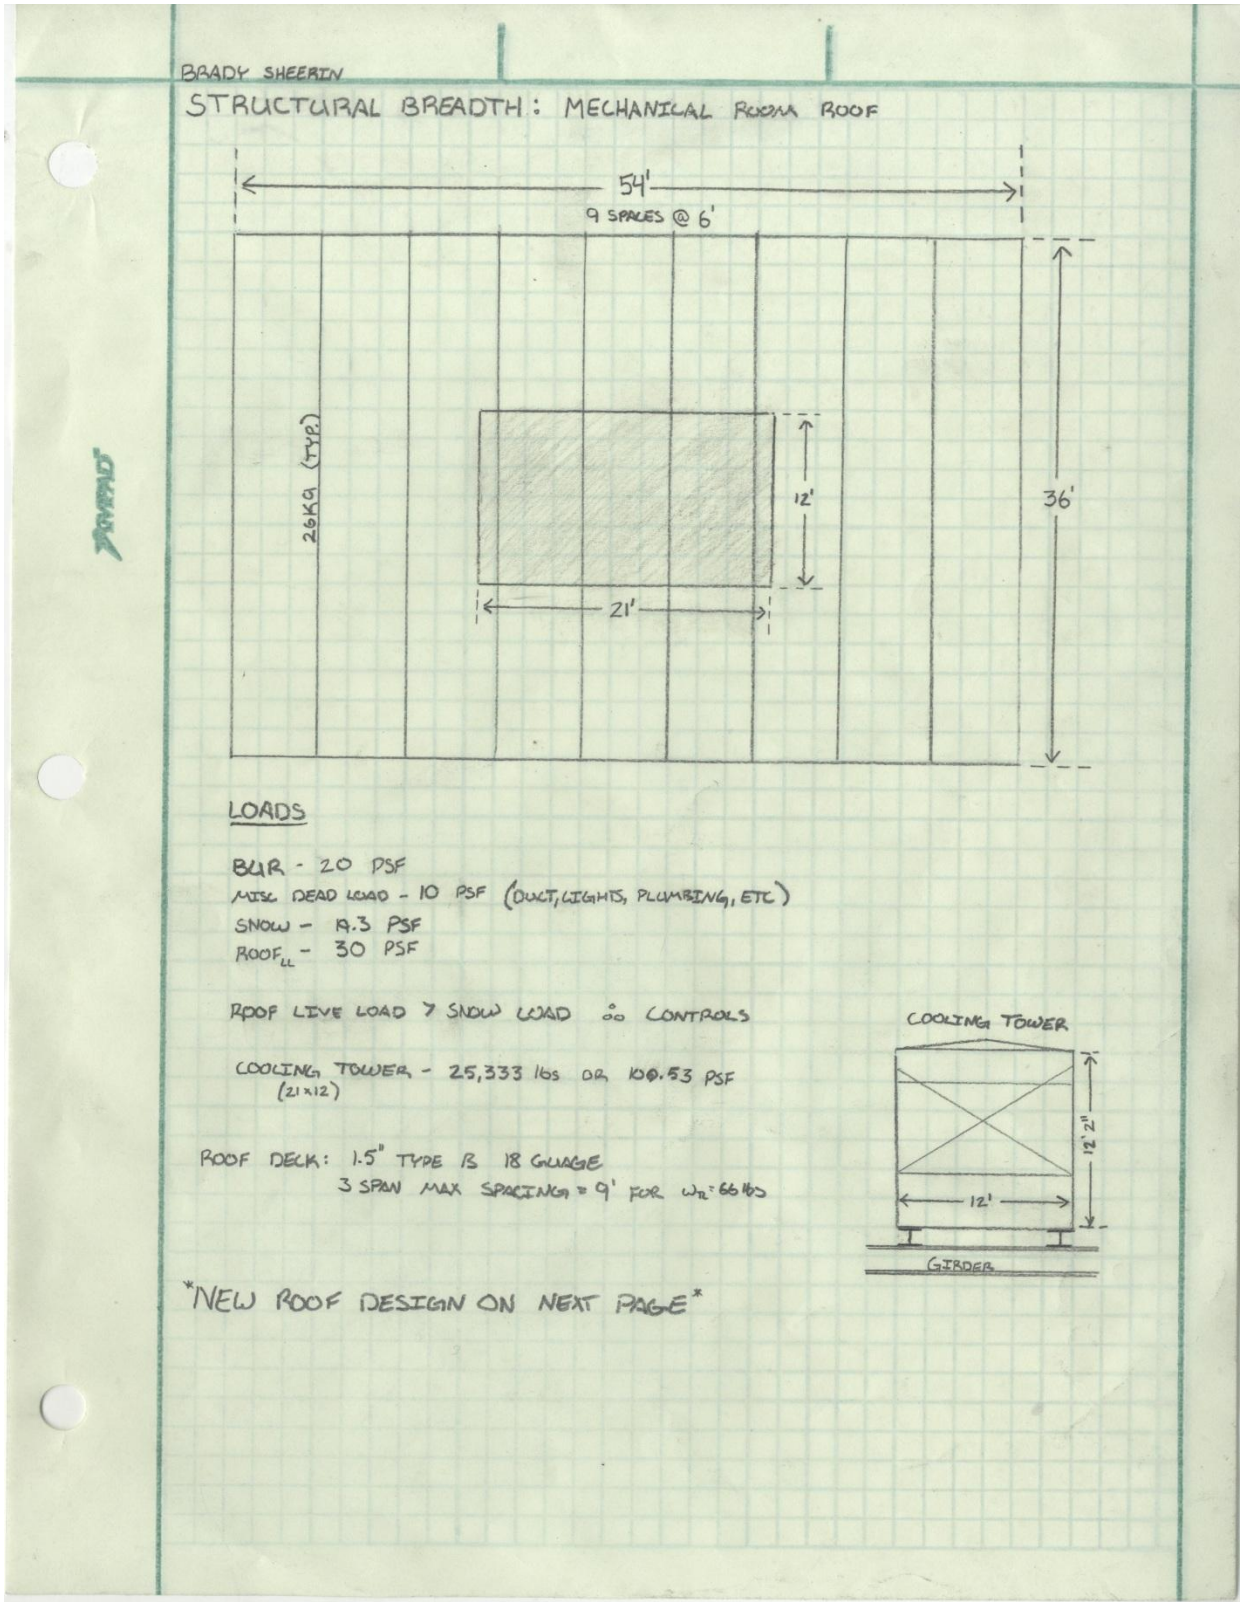 BRADY SHEERIN
STRUCTURAL BREADTH: MECHANICAL ROOM ROOF
54'
9 SPACES @ 6'
26K9 (TYP.)
12'
36'
21'
AMPAD
LOADS
BUR - 20 PSF
MISC DEAD LOAD - 10 PSF (DUCT, LIGHTS, PLUMBING, ETC)
SNOW - 19.3 PSF
ROOF LL - 30 PSF
ROOF LIVE LOAD > SNOW LOAD ∴ CONTROLS
COOLING TOWER
COOLING TOWER - 25,333 lbs OR 100.53 PSF
(21x12)
12' 2"
ROOF DECK: 1.5" TYPE B 18 GUAGE
3 SPAN MAX SPACING = 9' FOR WR=66 lbs
12'
GIRDER
*NEW ROOF DESIGN ON NEXT PAGE*